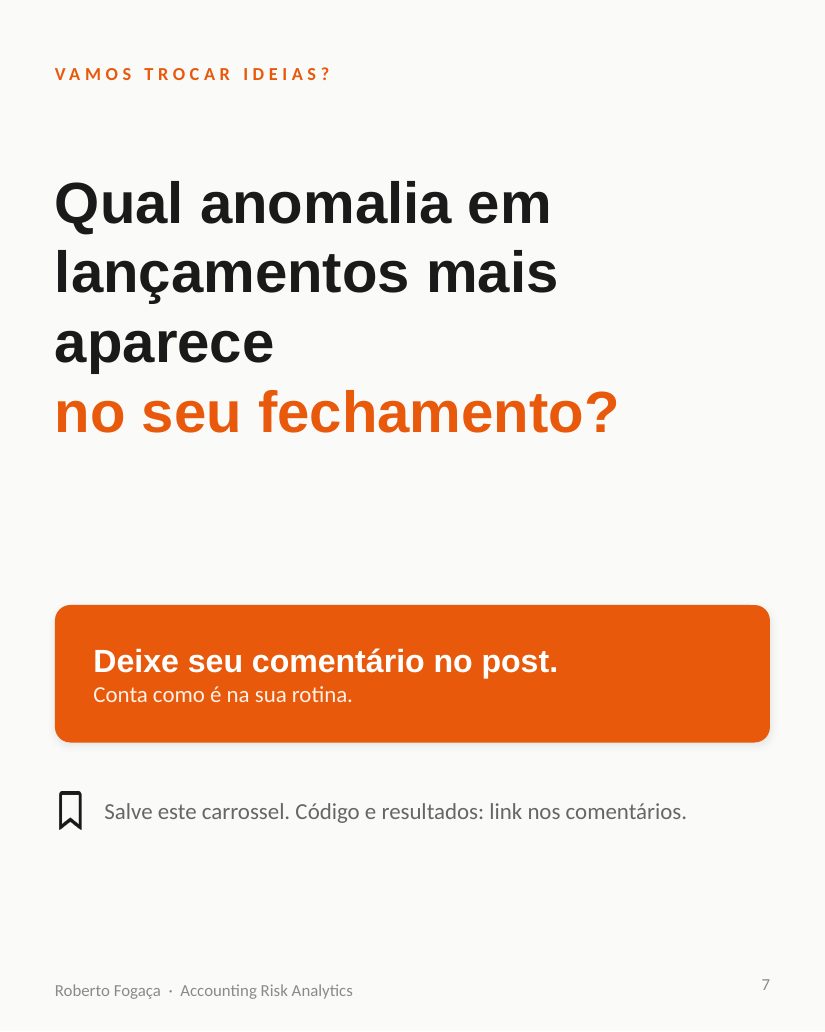 VAMOS TROCAR IDEIAS?
Qual anomalia em
lançamentos mais
aparece
no seu fechamento?
Deixe seu comentário no post.
Conta como é na sua rotina.
Salve este carrossel. Código e resultados: link nos comentários.
Roberto Fogaça · Accounting Risk Analytics
7